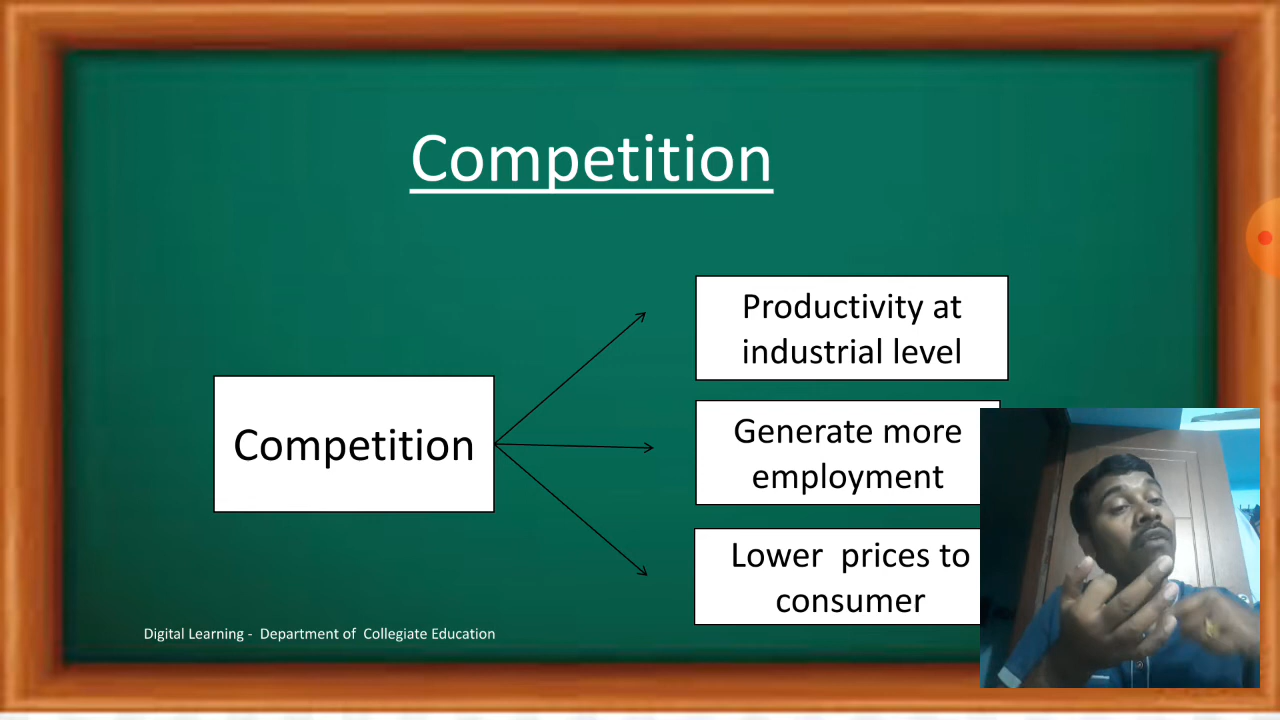 Competition
Productivity at
industrial level
Competition
Generate more
employment
Lower prices to
consumer
Digital Learning - Department of Collegiate Education